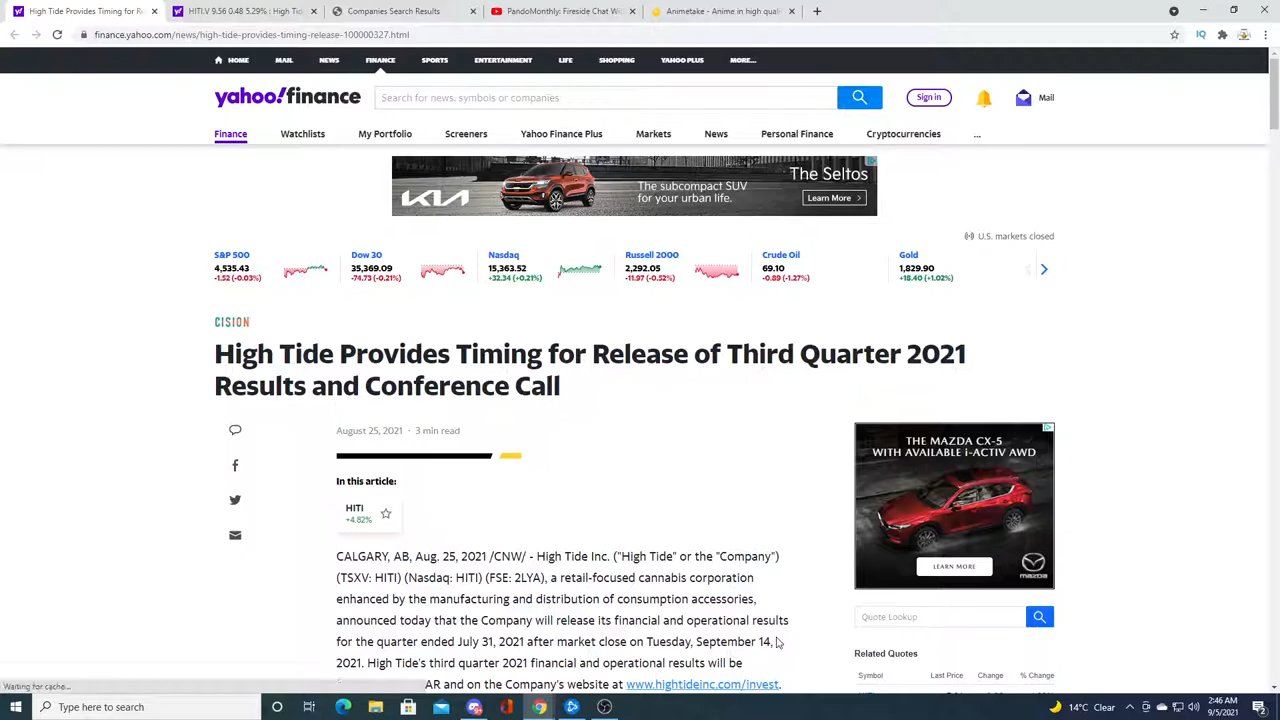 High Tide Provides Timing for Re
HITI.V 9.56 0.48 5.29% : High Tid
Companies Search Results
PandoMonthly: Fireside Chat Wit
Animetake - Anime in high quali
finance.yahoo.com/news/high-tide-provides-timing-release-100000327.html
HOME MAIL NEWS FINANCE SPORTS ENTERTAINMENT LIFE SHOPPING YAHOO PLUS MORE...
yahoo!finance
Search for news, symbols or companies
Sign in
Mail
Finance Watchlists My Portfolio Screeners Yahoo Finance Plus Markets News Personal Finance Cryptocurrencies ...
KIA
The subcompact SUV
for your urban life.
The Seltos
Learn More >
U.S. markets closed
S&P 500
4,535.43
-1.52 (-0.03%)
Dow 30
35,369.09
-74.73 (-0.21%)
Nasdaq
15,363.52
+32.34 (+0.21%)
Russell 2000
2,292.05
-11.97 (-0.52%)
Crude Oil
69.10
-0.89 (-1.27%)
Gold
1,829.90
+18.40 (+1.02%)
CISION
High Tide Provides Timing for Release of Third Quarter 2021
Results and Conference Call
August 25, 2021 · 3 min read
In this article:
HITI
+4.82%
CALGARY, AB, Aug. 25, 2021 /CNW/ - High Tide Inc. ("High Tide" or the "Company")
(TSXV: HITI) (Nasdaq: HITI) (FSE: 2LYA), a retail-focused cannabis corporation
enhanced by the manufacturing and distribution of consumption accessories,
announced today that the Company will release its financial and operational results
for the quarter ended July 31, 2021 after market close on Tuesday, September 14,
2021. High Tide's third quarter 2021 financial and operational results will be
AR and on the Company's website at www.hightideinc.com/invest.
THE MAZDA CX-5
WITH AVAILABLE i-ACTIV AWD
LEARN MORE
mazda
Quote Lookup
Related Quotes
Symbol Last Price Change % Change
Waiting for cache...
Type here to search
14°C Clear
2:46 AM
9/5/2021
2